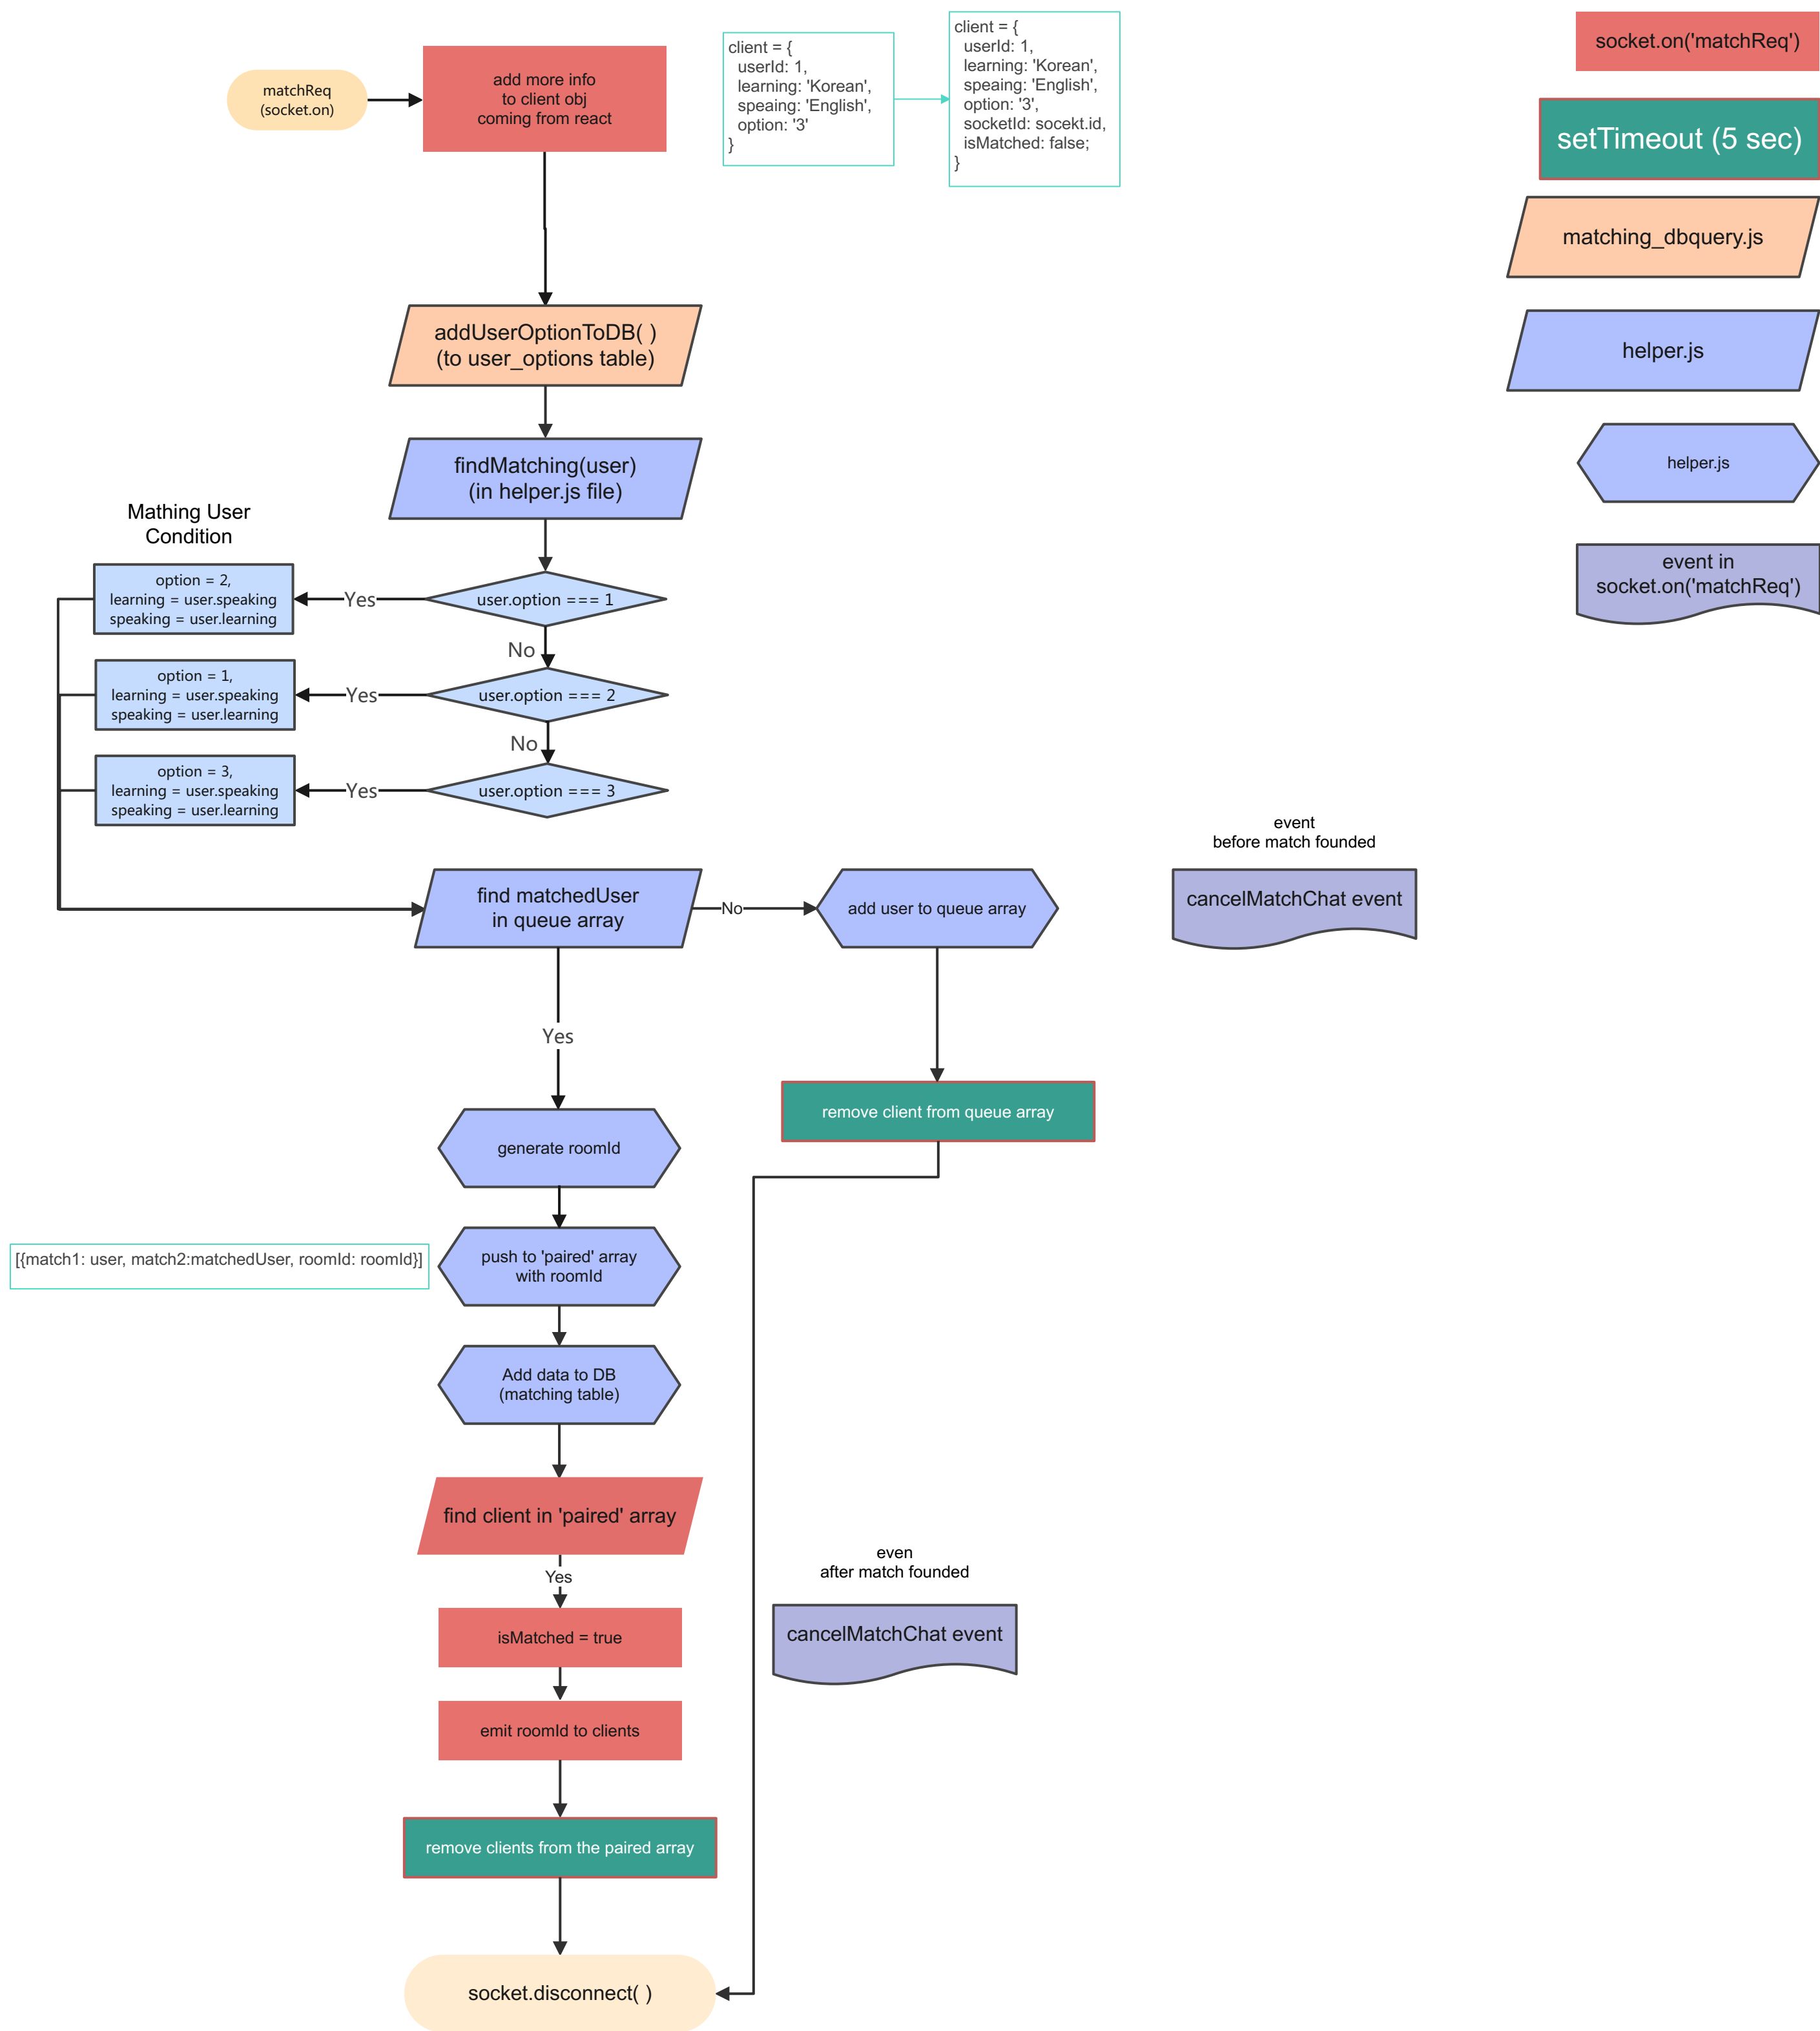 matchReq
(socket.on)
add more info
to client obj
coming from react
client = {
userId: 1,
learning: 'Korean',
speaing: 'English',
option: '3'
}
client = {
userId: 1,
learning: 'Korean',
speaing: 'English',
option: '3',
socketId: socekt.id,
isMatched: false;
}
socket.on('matchReq')
setTimeout (5 sec)
matching_dbquery.js
helper.js
helper.js
event in
socket.on('matchReq')
addUserOptionToDB( )
(to user_options table)
findMatching(user)
(in helper.js file)
Mathing User
Condition
option = 2,
learning = user.speaking
speaking = user.learning
Yes
user.option === 1
No
option = 1,
learning = user.speaking
speaking = user.learning
Yes
user.option === 2
No
option = 3,
learning = user.speaking
speaking = user.learning
Yes
user.option === 3
find matchedUser
in queue array
No
add user to queue array
event
before match founded
cancelMatchChat event
Yes
remove client from queue array
generate roomId
[{match1: user, match2:matchedUser, roomId: roomId}]
push to 'paired' array
with roomId
Add data to DB
(matching table)
find client in 'paired' array
Yes
even
after match founded
cancelMatchChat event
isMatched = true
emit roomId to clients
remove clients from the paired array
socket.disconnect( )